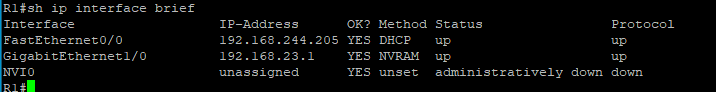 R1#sh ip interface brief
Interface IP-Address OK? Method Status Protocol
FastEthernet0/0 192.168.244.205 YES DHCP up up
GigabitEthernet1/0 192.168.23.1 YES NVRAM up up
NVI0 unassigned YES unset administratively down down
R1#